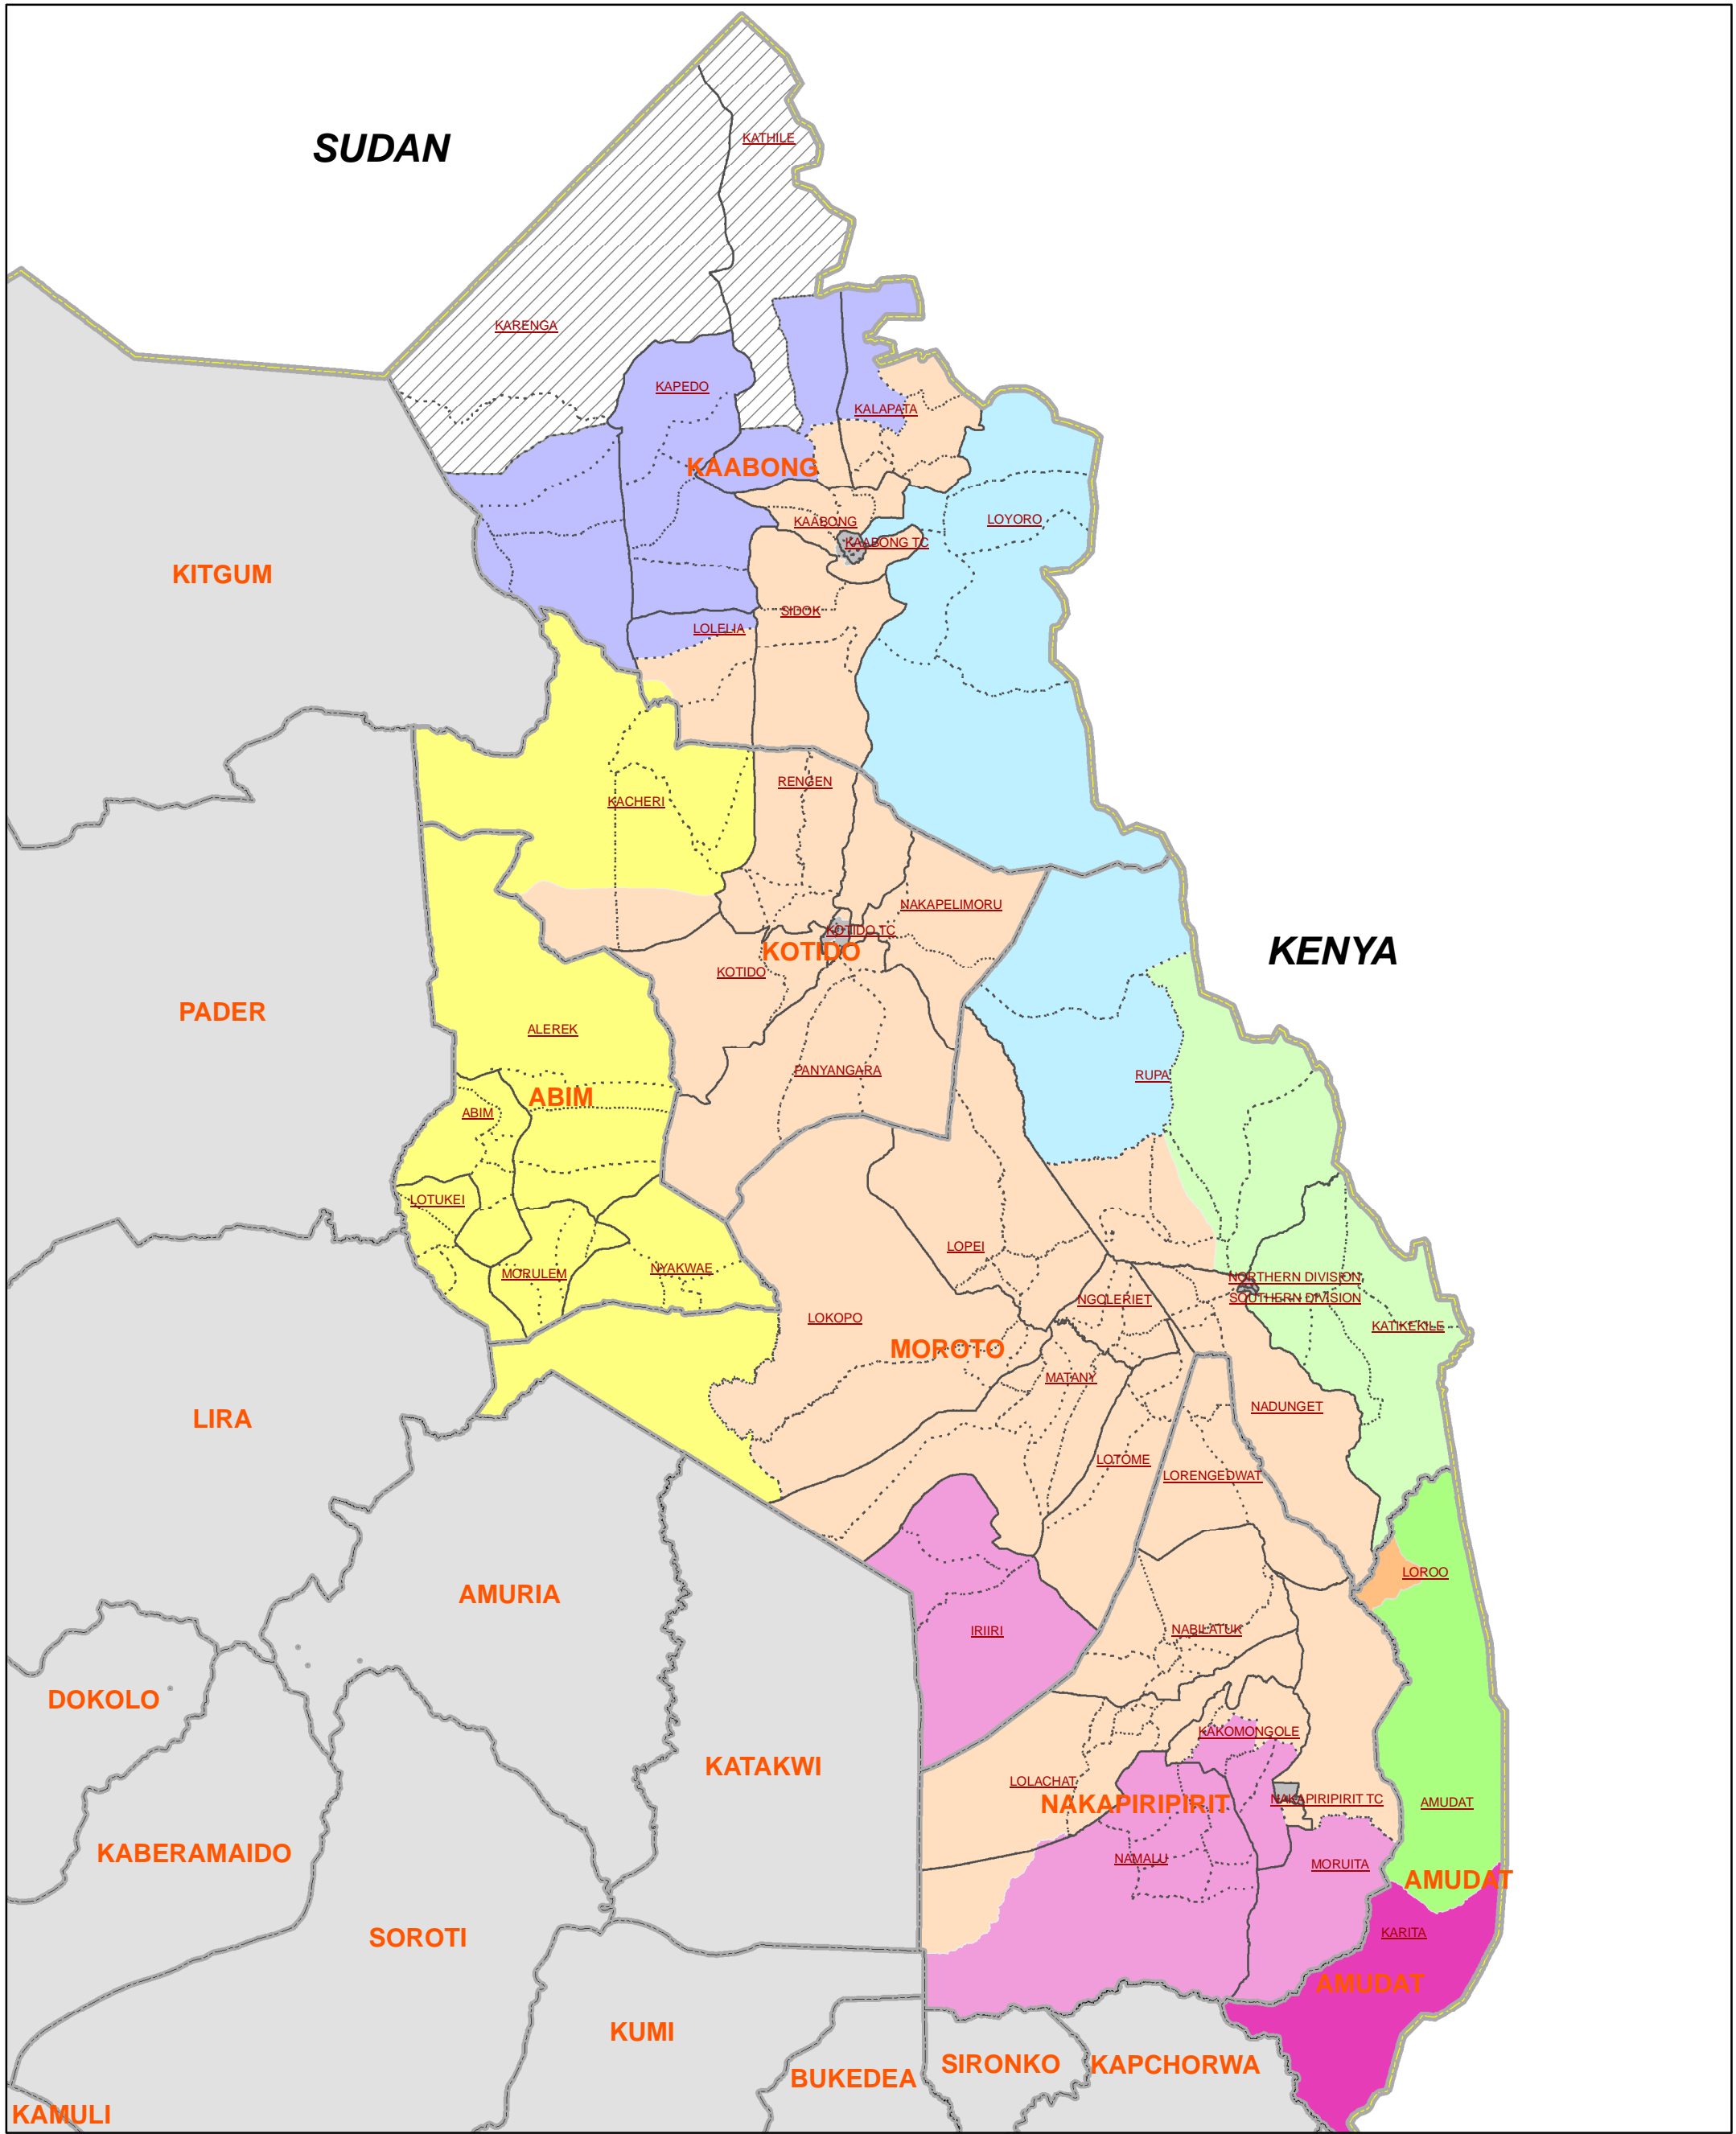 SUDAN
KATHILE
KARENGA
KAPEDO
KALAPATA
KAABONG
LOYORO
KAABONG
KAABONG TC
KITGUM
SIDOK
LOLELIA
RENGEN
KACHERI
NAKAPELIMORU
KOTIDO TC
KENYA
KOTIDO
KOTIDO
PADER
ALEREK
PANYANGARA
RUPA
ABIM
ABIM
LOTUKEI
LOPEI
NYAKWAE
MORULEM
NORTHERN DIVISION
SOUTHERN DIVISION
NGOLERIET
LOKOPO
KATIKEKILE
MOROTO
MATANY
NADUNGET
LIRA
LOTOME
LORENGEDWAT
LOROO
AMURIA
IRIIRI
NABILATUK
DOKOLO
KAKOMONGOLE
KATAKWI
LOLACHAT
NAKAPIRIPIRIT
NAKAPIRIPIRIT TC
AMUDAT
KABERAMAIDO
NAMALU
MORUITA
AMUDAT
KARITA
SOROTI
AMUDAT
KUMI
SIRONKO
KAPCHORWA
BUKEDEA
KAMULI